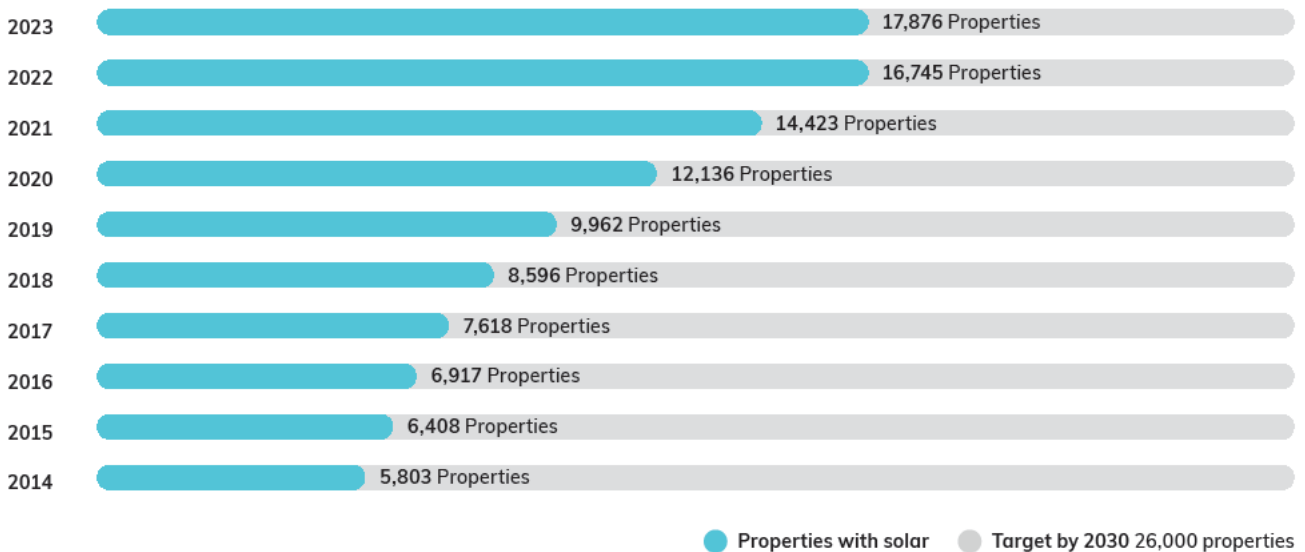 2023 17,876 Properties
2022 16,745 Properties
2021 14,423 Properties
2020 12,136 Properties
2019 9,962 Properties
2018 8,596 Properties
2017 7,618 Properties
2016 6,917 Properties
2015 6,408 Properties
2014 5,803 Properties
Properties with solar Target by 2030 26,000 properties